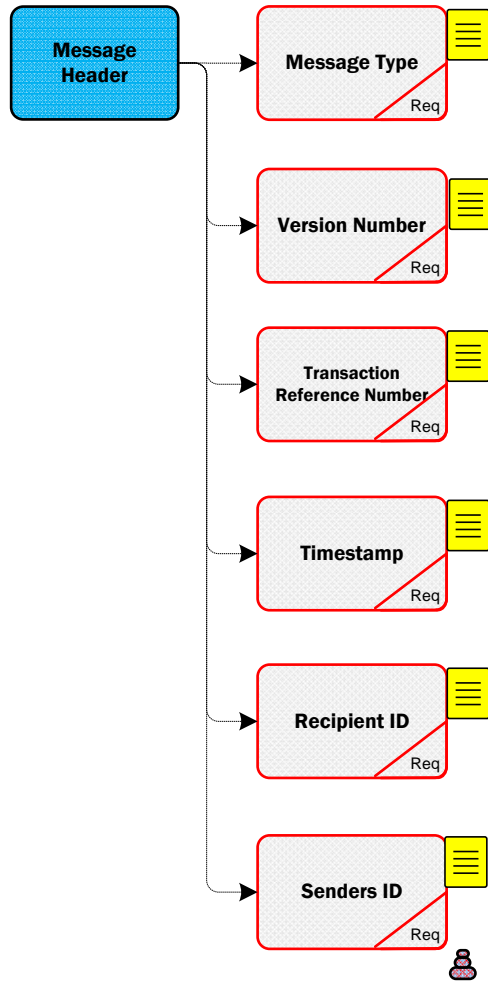 Message
Header
Message Type
Req
Version Number
Req
Transaction
Reference Number
Req
Timestamp
Req
Recipient ID
Req
Senders ID
Req